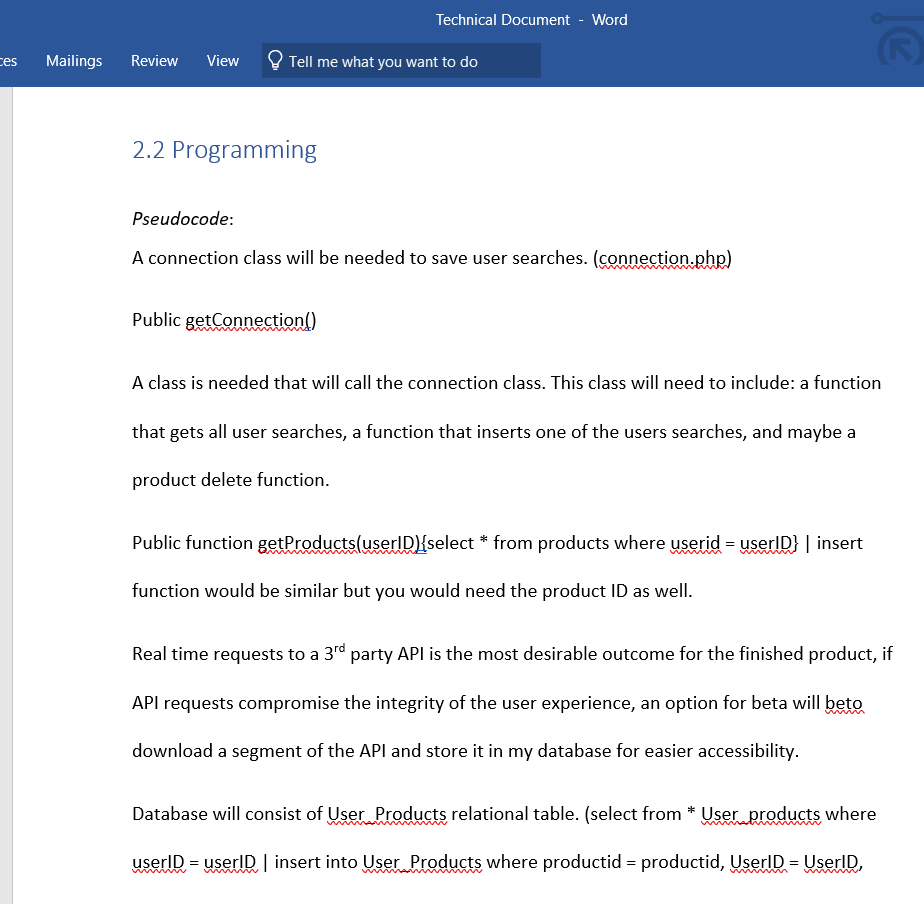 Technical Document - Word
ces Mailings Review View Tell me what you want to do
2.2 Programming
Pseudocode:
A connection class will be needed to save user searches. (connection.php)
Public getConnection()
A class is needed that will call the connection class. This class will need to include: a function
that gets all user searches, a function that inserts one of the users searches, and maybe a
product delete function.
Public function getProducts(userID){select * from products where userid = userID} | insert
function would be similar but you would need the product ID as well.
Real time requests to a 3rd party API is the most desirable outcome for the finished product, if
API requests compromise the integrity of the user experience, an option for beta will beto
download a segment of the API and store it in my database for easier accessibility.
Database will consist of User_Products relational table. (select from * User_products where
userID = userID | insert into User_Products where productid = productid, UserID = UserID,